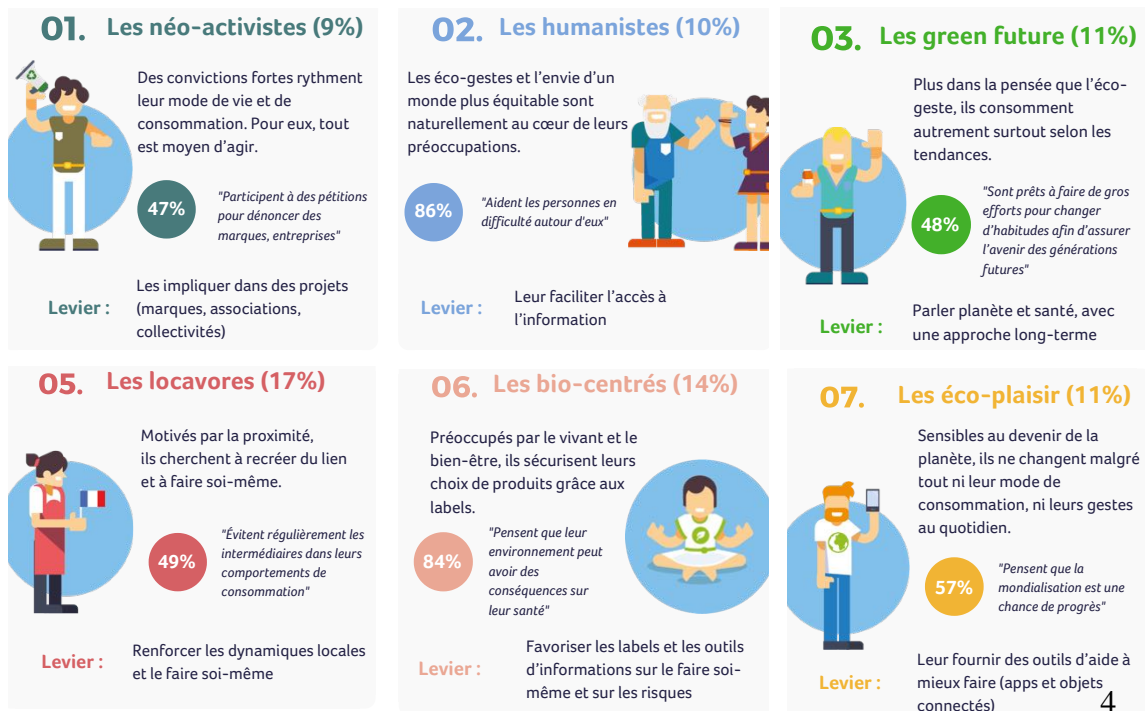 01. Les néo-activistes (9%)
Des convictions fortes rythment
leur mode de vie et de
consommation. Pour eux, tout
est moyen d'agir.
47%
"Participent à des pétitions
pour dénoncer des
marques, entreprises"
Levier :
Les impliquer dans des projets
(marques, associations,
collectivités)
02. Les humanistes (10%)
Les éco-gestes et l'envie d'un
monde plus équitable sont
naturellement au cœur de leurs
préoccupations.
86%
"Aident les personnes en
difficulté autour d'eux"
Levier :
Leur faciliter l'accès à
l'information
03. Les green future (11%)
Plus dans la pensée que l'éco-
geste, ils consomment
autrement surtout selon les
tendances.
48%
"Sont prêts à faire de gros
efforts pour changer
d'habitudes afin d'assurer
l'avenir des générations
futures"
Levier :
Parler planète et santé, avec
une approche long-terme
05. Les locavores (17%)
Motivés par la proximité,
ils cherchent à recréer du lien
et à faire soi-même.
49%
"Évitent régulièrement les
intermédiaires dans leurs
comportements de
consommation"
Levier :
Renforcer les dynamiques locales
et le faire soi-même
06. Les bio-centrés (14%)
Préoccupés par le vivant et le
bien-être, ils sécurisent leurs
choix de produits grâce aux
labels.
84%
"Pensent que leur
environnement peut
avoir des
conséquences sur
leur santé"
Levier :
Favoriser les labels et les outils
d'informations sur le faire soi-
même et sur les risques
07. Les éco-plaisir (11%)
Sensibles au devenir de la
planète, ils ne changent malgré
tout ni leur mode de
consommation, ni leurs gestes
au quotidien.
57%
"Pensent que la
mondialisation est une
chance de progrès"
Levier :
Leur fournir des outils d'aide à
mieux faire (apps et objets
connectés)
4